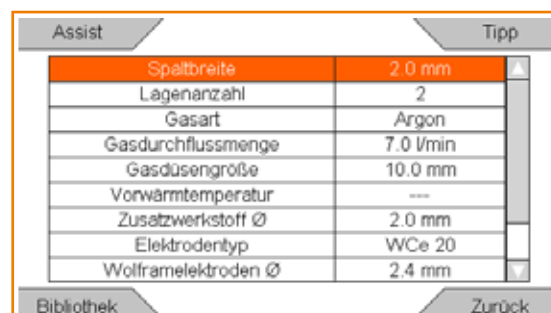 Assist Tipp
Spaltbreite 2.0 mm
Lagenanzahl 2
Gasart Argon
Gasdurchflussmenge 7.0 l/min
Gasdüsengröße 10.0 mm
Vorwärmtemperatur ---
Zusatzwerkstoff Ø 2.0 mm
Elektrodentyp WCe 20
Wolframelektroden Ø 2.4 mm
Bibliothek Zurück